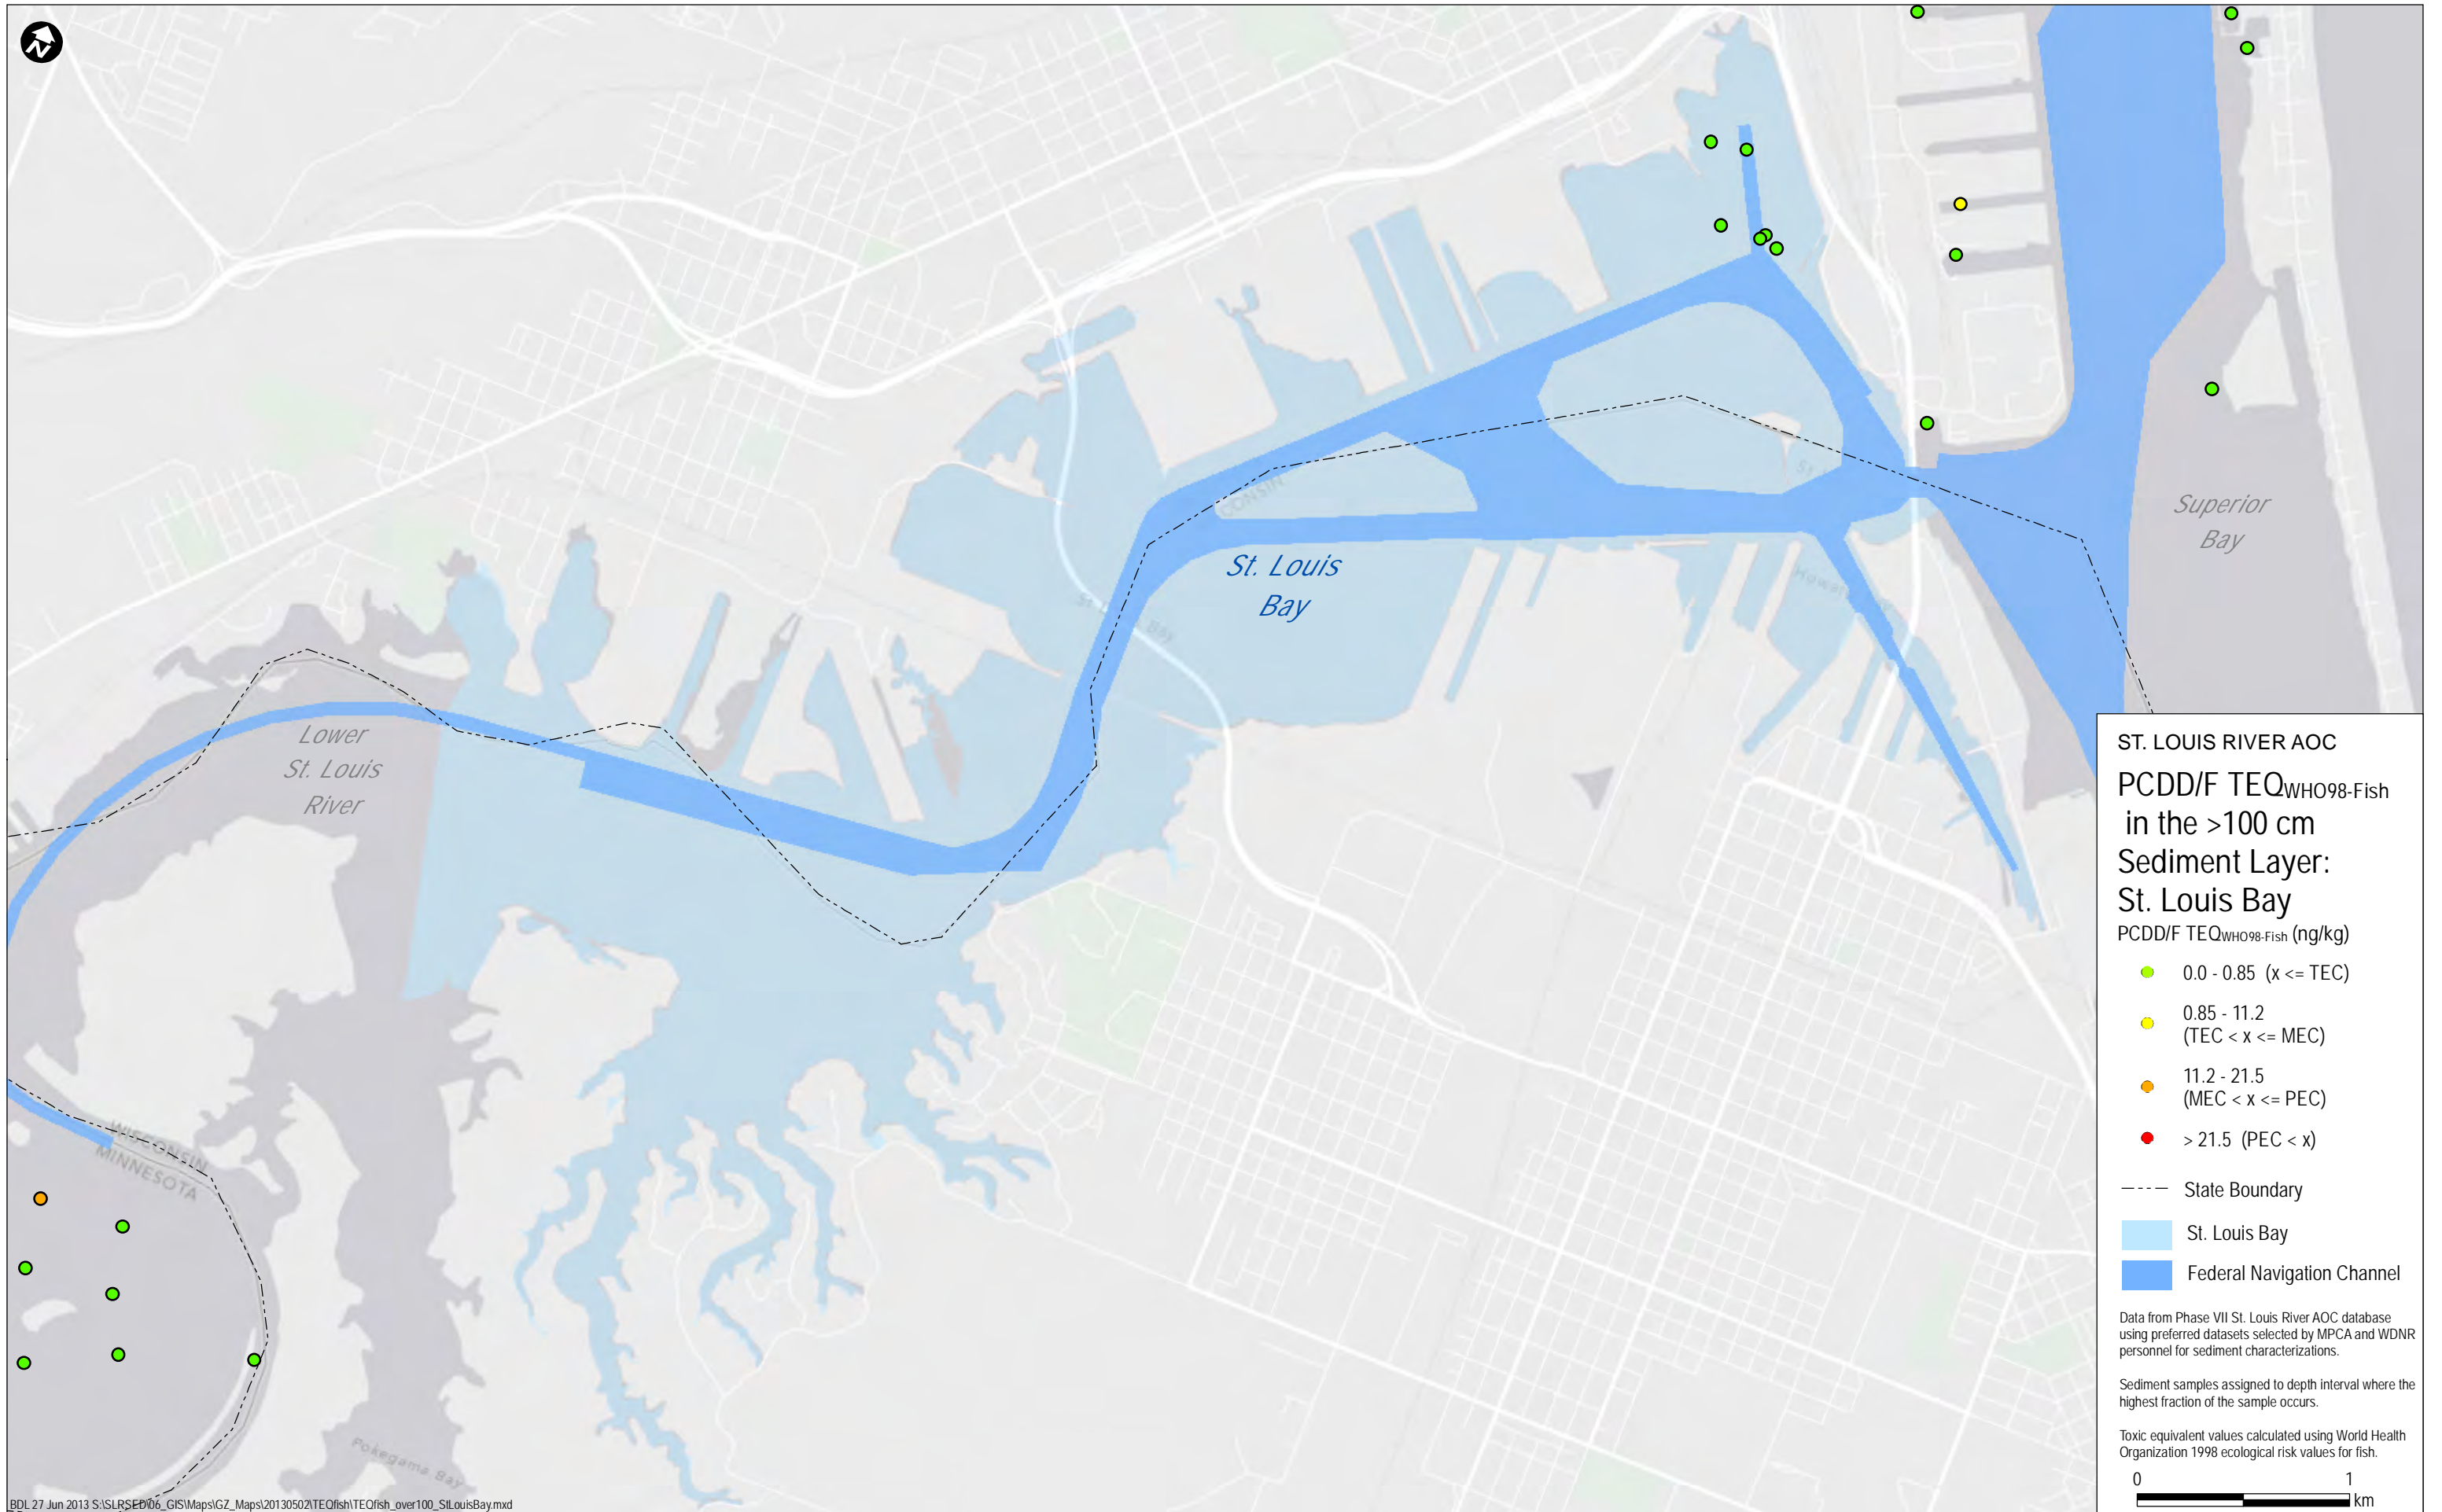 N
CONSIN
St. L
Superior
Bay
St. Louis
Bay
Bay
Lower
St. Louis
River
WISCONSIN
MINNESOTA
Pokegama Bay
ST. LOUIS RIVER AOC
PCDD/F TEQWHO98-Fish
in the >100 cm
Sediment Layer:
St. Louis Bay
PCDD/F TEQWHO98-Fish (ng/kg)
0.0 - 0.85 (x <= TEC)
0.85 - 11.2
(TEC < x <= MEC)
11.2 - 21.5
(MEC < x <= PEC)
> 21.5 (PEC < x)
State Boundary
St. Louis Bay
Federal Navigation Channel
Data from Phase VII St. Louis River AOC database
using preferred datasets selected by MPCA and WDNR
personnel for sediment characterizations.
Sediment samples assigned to depth interval where the
highest fraction of the sample occurs.
Toxic equivalent values calculated using World Health
Organization 1998 ecological risk values for fish.
0 1
km
BDL 27 Jun 2013 S:\SLRSED\06_GIS\Maps\GZ_Maps\20130502\TEQfish\TEQfish_over100_StLouisBay.mxd